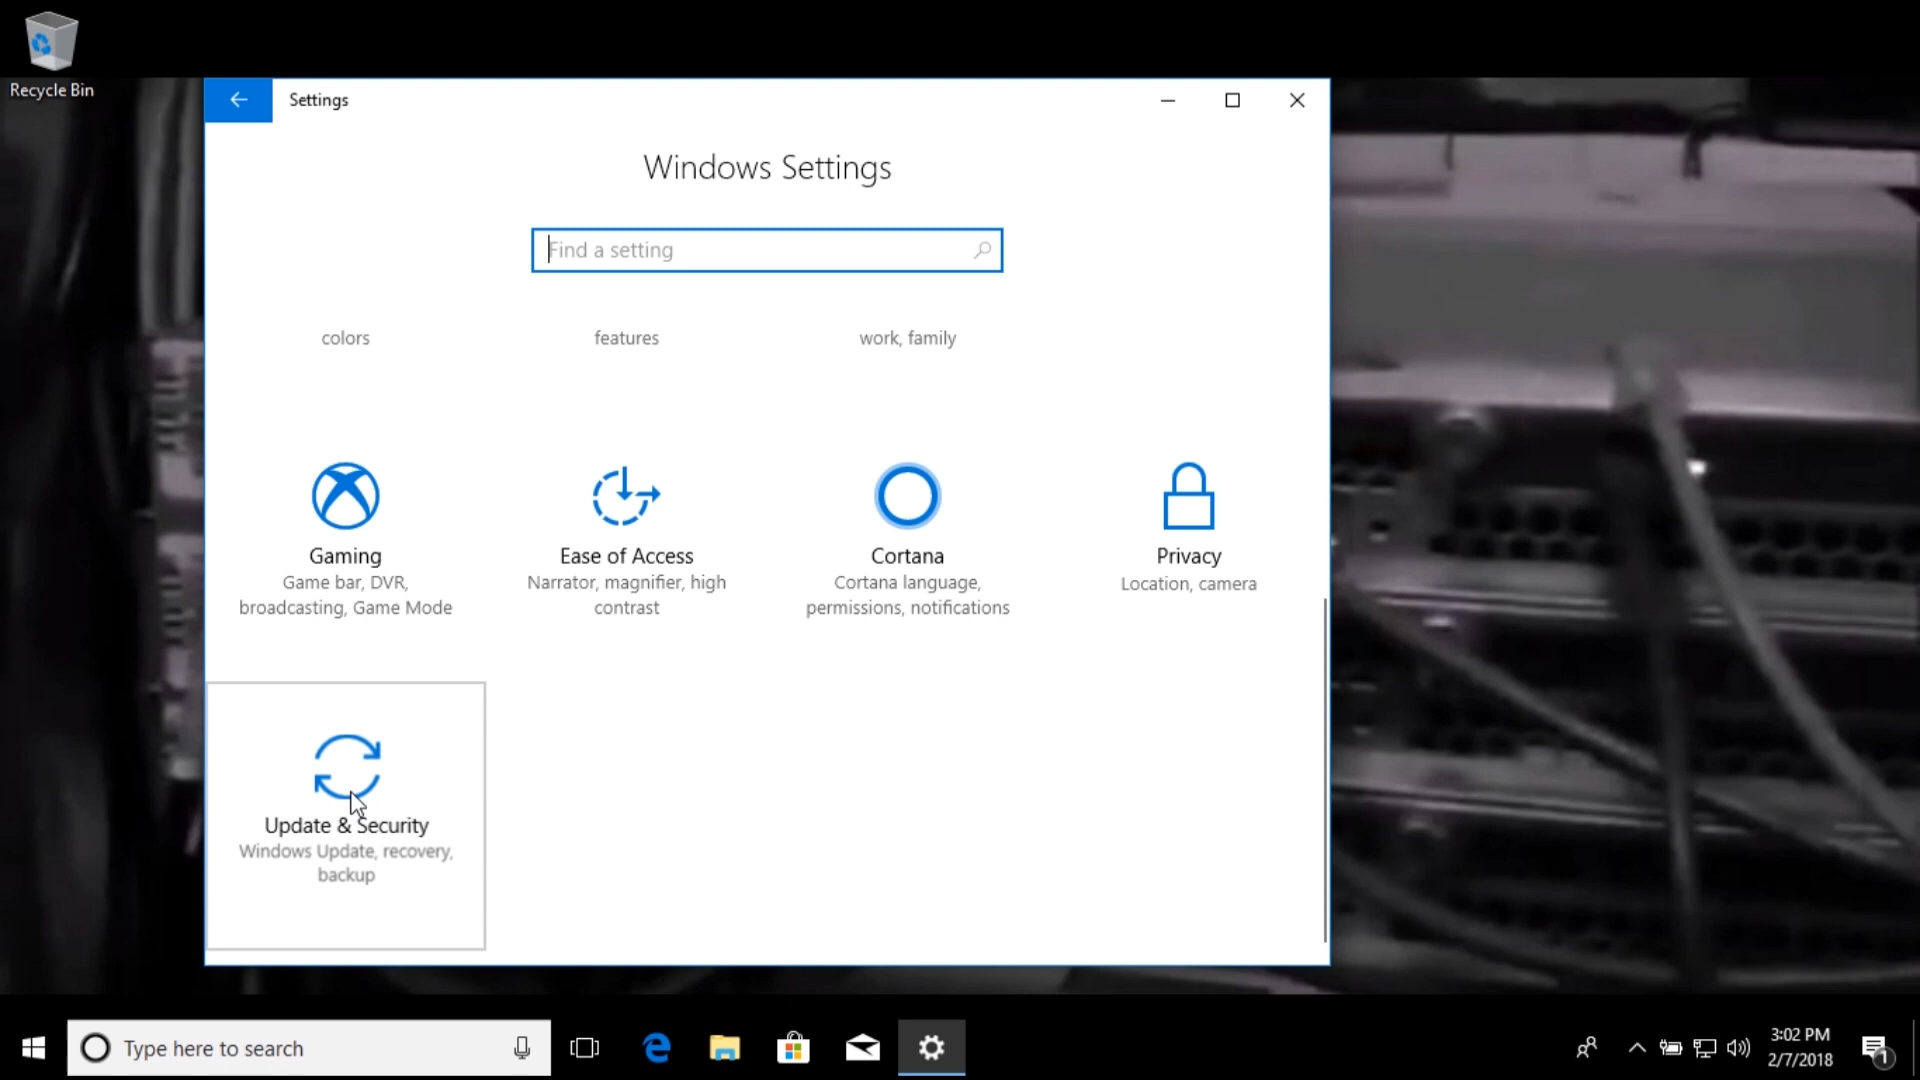 Recycle Bin
Settings
Windows Settings
Find a setting
colors
features
work, family
Gaming
Game bar, DVR,
broadcasting, Game Mode
Ease of Access
Narrator, magnifier, high
contrast
Cortana
Cortana language,
permissions, notifications
Privacy
Location, camera
Update & Security
Windows Update, recovery,
backup
Type here to search
3:02 PM
2/7/2018
1